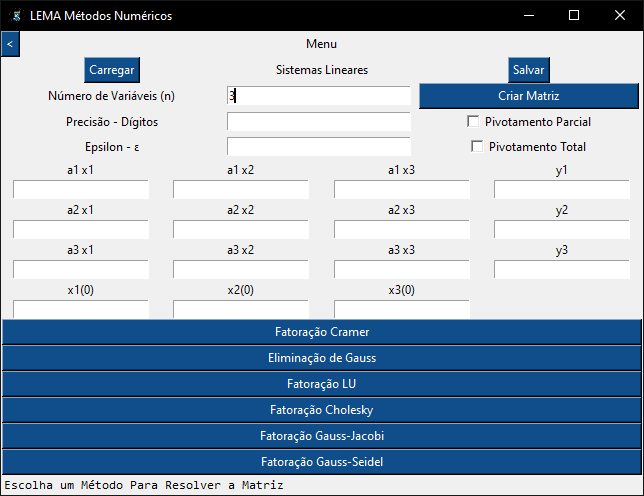 LEMA Métodos Numéricos
< Menu
Carregar Sistemas Lineares Salvar
Número de Variáveis (n) 3 Criar Matriz
Precisão - Dígitos Pivotamento Parcial
Epsilon - ε Pivotamento Total
a1 x1 a1 x2 a1 x3 y1
a2 x1 a2 x2 a2 x3 y2
a3 x1 a3 x2 a3 x3 y3
x1(0) x2(0) x3(0)
Fatoração Cramer
Eliminação de Gauss
Fatoração LU
Fatoração Cholesky
Fatoração Gauss-Jacobi
Fatoração Gauss-Seidel
Escolha um Método Para Resolver a Matriz